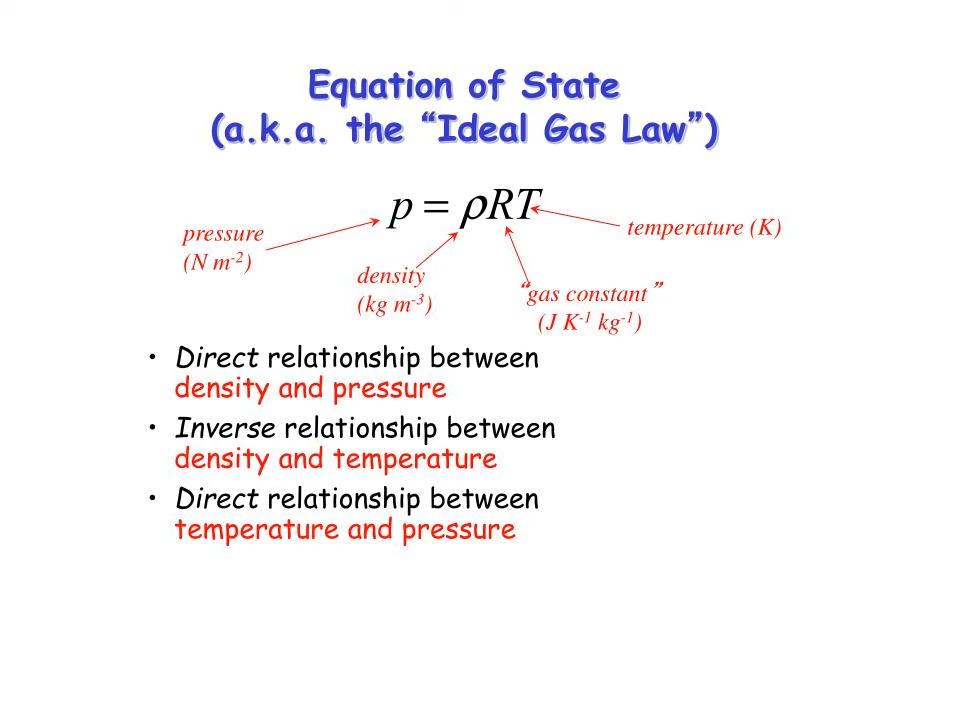 Equation of State
(a.k.a. the “Ideal Gas Law”)
p = ρRT
pressure
(N m-2)
density
(kg m-3)
temperature (K)
“gas constant”
(J K-1 kg-1)
• Direct relationship between
density and pressure
• Inverse relationship between
density and temperature
• Direct relationship between
temperature and pressure